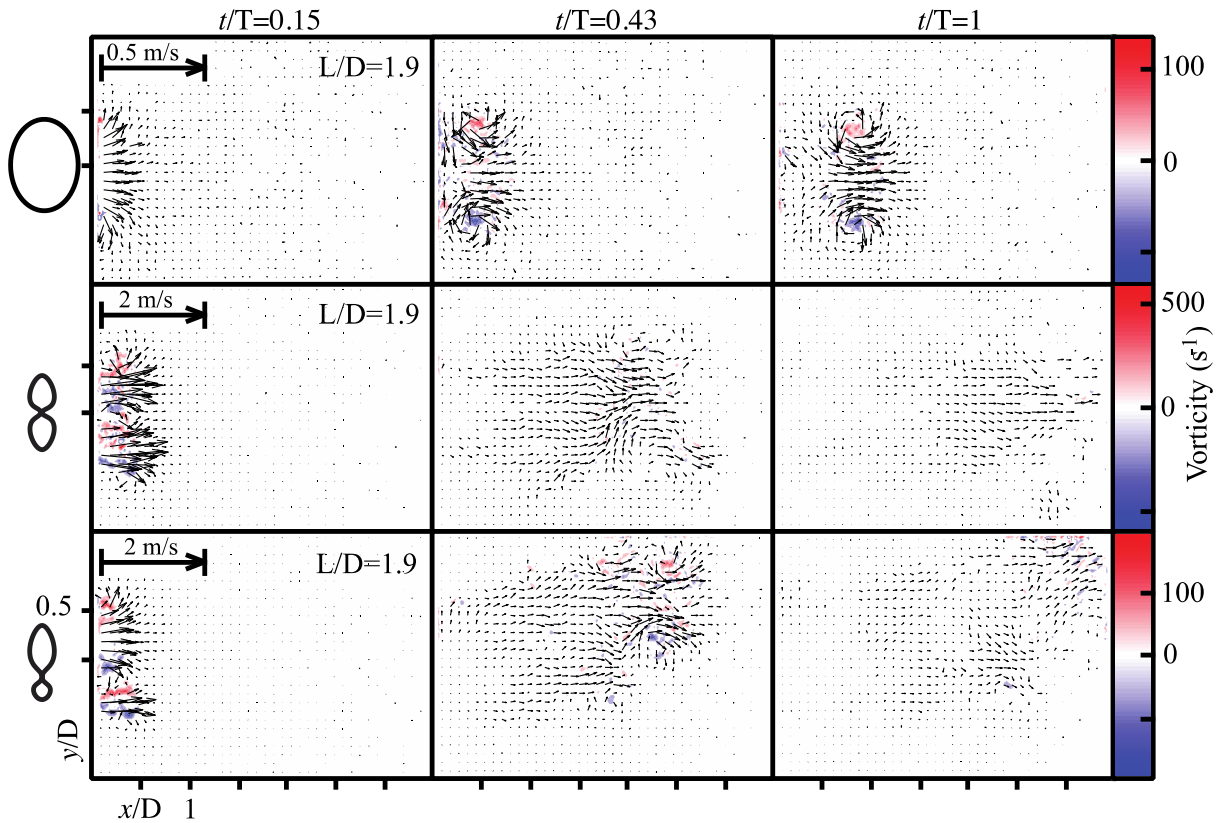 t/T=0.15 t/T=0.43 t/T=1
0.5 m/s L/D=1.9 100
0
2 m/s L/D=1.9 500
0
Vorticity (s-1)
2 m/s L/D=1.9
0.5 100
0
y/D
x/D 1